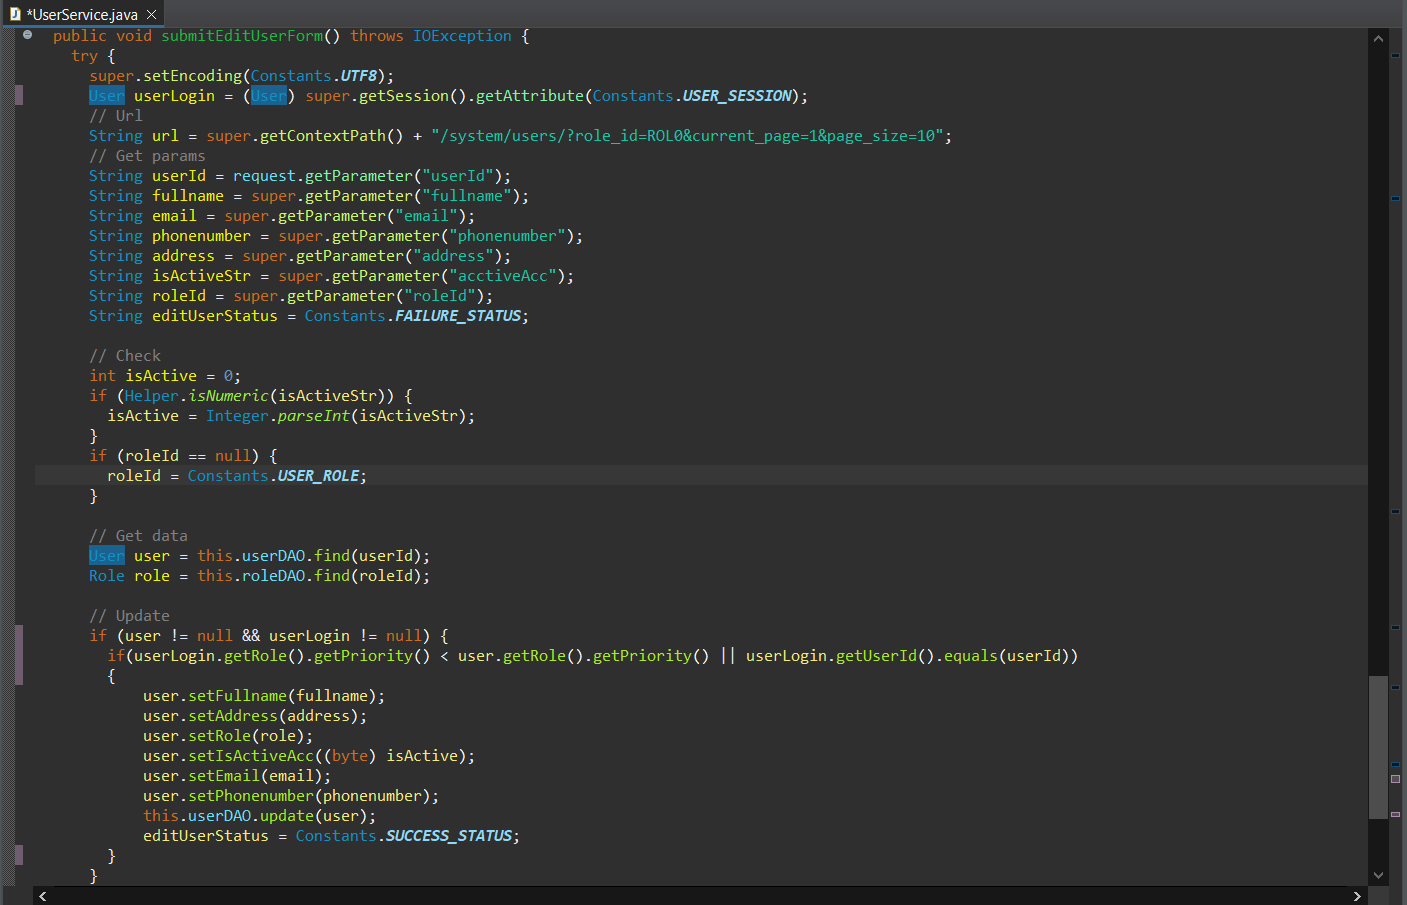 *UserService.java
public void submitEditUserForm() throws IOException {
try {
super.setEncoding(Constants.UTF8);
User userLogin = (User) super.getSession().getAttribute(Constants.USER_SESSION);
// Url
String url = super.getContextPath() + "/system/users/?role_id=ROL0&current_page=1&page_size=10";
// Get params
String userId = request.getParameter("userId");
String fullname = super.getParameter("fullname");
String email = super.getParameter("email");
String phonenumber = super.getParameter("phonenumber");
String address = super.getParameter("address");
String isActiveStr = super.getParameter("acctiveAcc");
String roleId = super.getParameter("roleId");
String editUserStatus = Constants.FAILURE_STATUS;
// Check
int isActive = 0;
if (Helper.isNumeric(isActiveStr)) {
isActive = Integer.parseInt(isActiveStr);
}
if (roleId == null) {
roleId = Constants.USER_ROLE;
}
// Get data
User user = this.userDAO.find(userId);
Role role = this.roleDAO.find(roleId);
// Update
if (user != null && userLogin != null) {
if(userLogin.getRole().getPriority() < user.getRole().getPriority() || userLogin.getUserId().equals(userId))
{
user.setFullname(fullname);
user.setAddress(address);
user.setRole(role);
user.setIsActiveAcc((byte) isActive);
user.setEmail(email);
user.setPhonenumber(phonenumber);
this.userDAO.update(user);
editUserStatus = Constants.SUCCESS_STATUS;
}
}